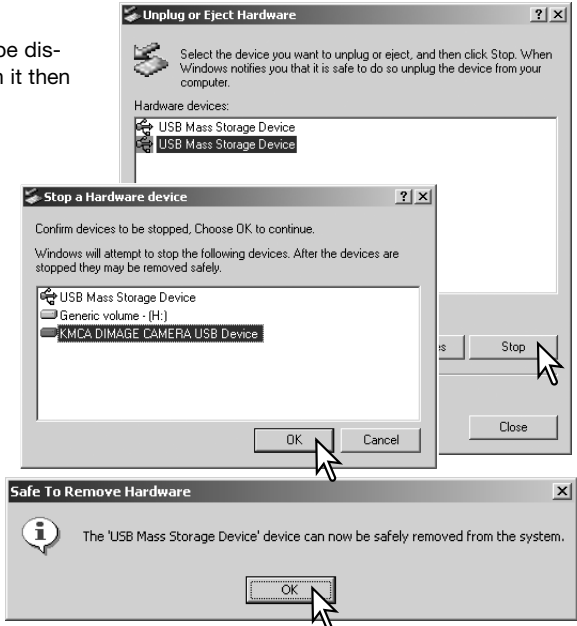 Unplug or Eject Hardware
be dis-
it then
Select the device you want to unplug or eject, and then click Stop. When
Windows notifies you that it is safe to do so unplug the device from your
computer.
Hardware devices:
USB Mass Storage Device
USB Mass Storage Device
Stop a Hardware device
Confirm devices to be stopped, Choose OK to continue.
Windows will attempt to stop the following devices. After the devices are
stopped they may be removed safely.
USB Mass Storage Device
Generic volume - (H:)
KMCA DIMAGE CAMERA USB Device
Stop
Close
OK Cancel
Safe To Remove Hardware
The 'USB Mass Storage Device' device can now be safely removed from the system.
OK